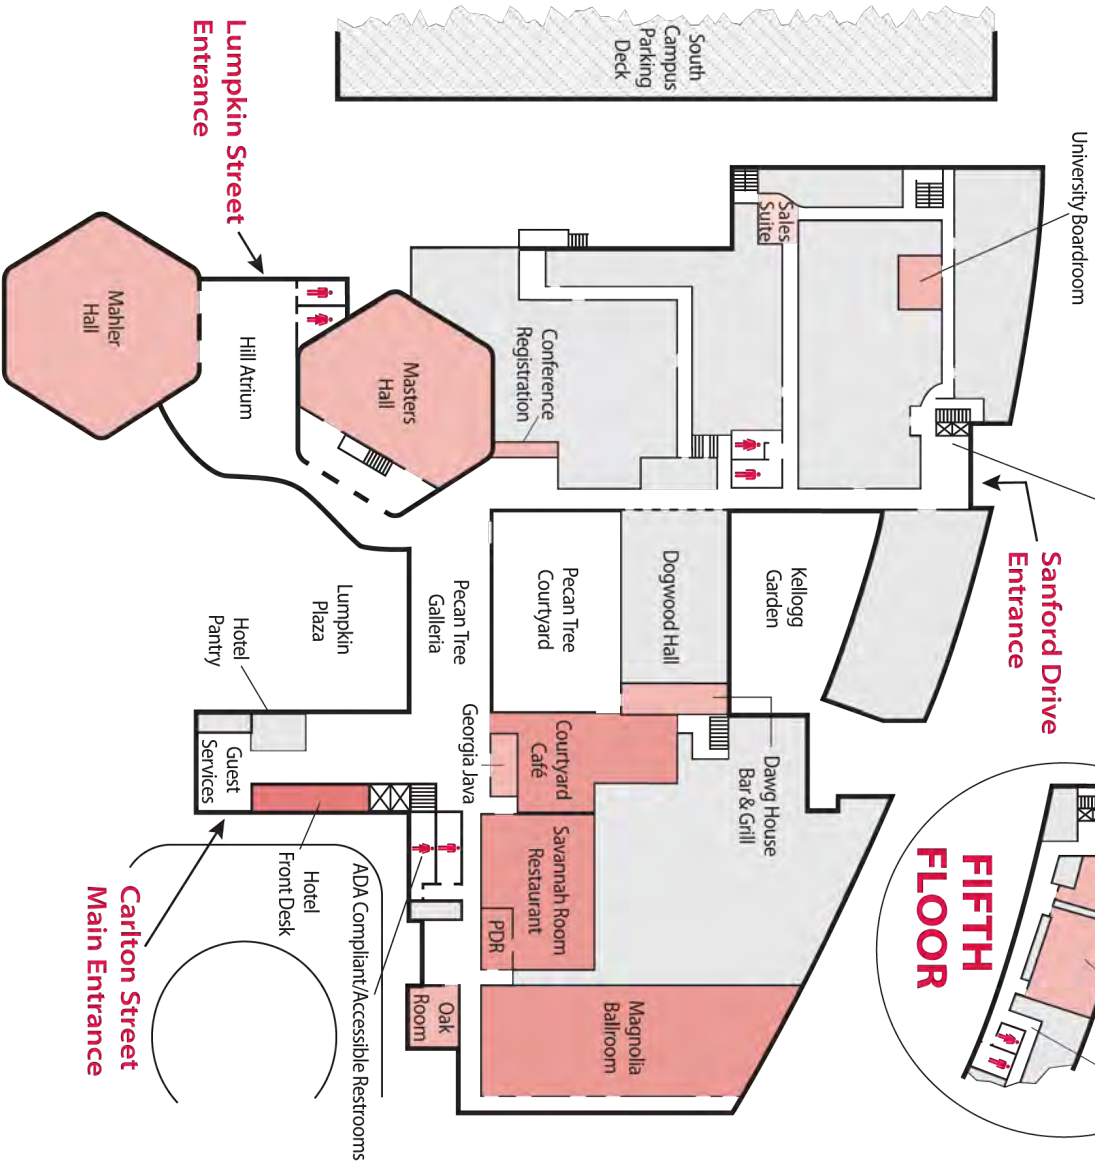 South
Campus
Parking
Deck
Lumpkin Street
Entrance
University Boardroom
Sales
Suite
Mahler
Hall
Hill Atrium
Masters
Hall
Conference
Registration
Sanford Drive
Entrance
Kellogg
Garden
Dogwood Hall
Pecan Tree
Courtyard
Pecan Tree
Galleria
Lumpkin
Plaza
Hotel
Pantry
Georgia Java
Courtyard
Café
Dawg House
Bar & Grill
Guest
Services
Savannah Room
Restaurant
PDR
Hotel
Front Desk
ADA Compliant/Accessible Restrooms
Carlton Street
Main Entrance
Oak
Room
Magnolia
Ballroom
FIFTH
FLOOR